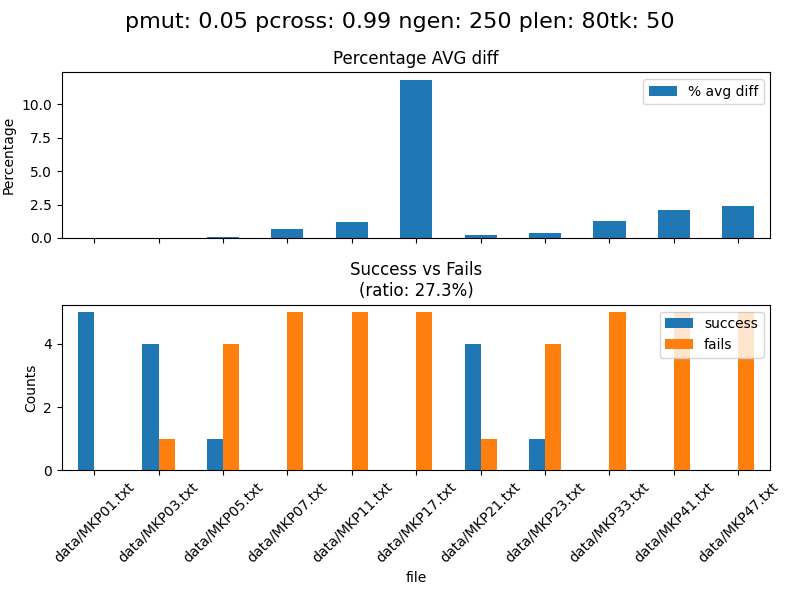 pmut: 0.05 pcross: 0.99 ngen: 250 plen: 80tk: 50
Percentage AVG diff
Percentage
10.0
7.5
5.0
2.5
0.0
% avg diff
Success vs Fails
(ratio: 27.3%)
Counts
4
2
0
success
fails
data/MKP01.txt
data/MKP03.txt
data/MKP05.txt
data/MKP07.txt
data/MKP11.txt
data/MKP17.txt
data/MKP21.txt
data/MKP23.txt
data/MKP33.txt
data/MKP41.txt
data/MKP47.txt
file